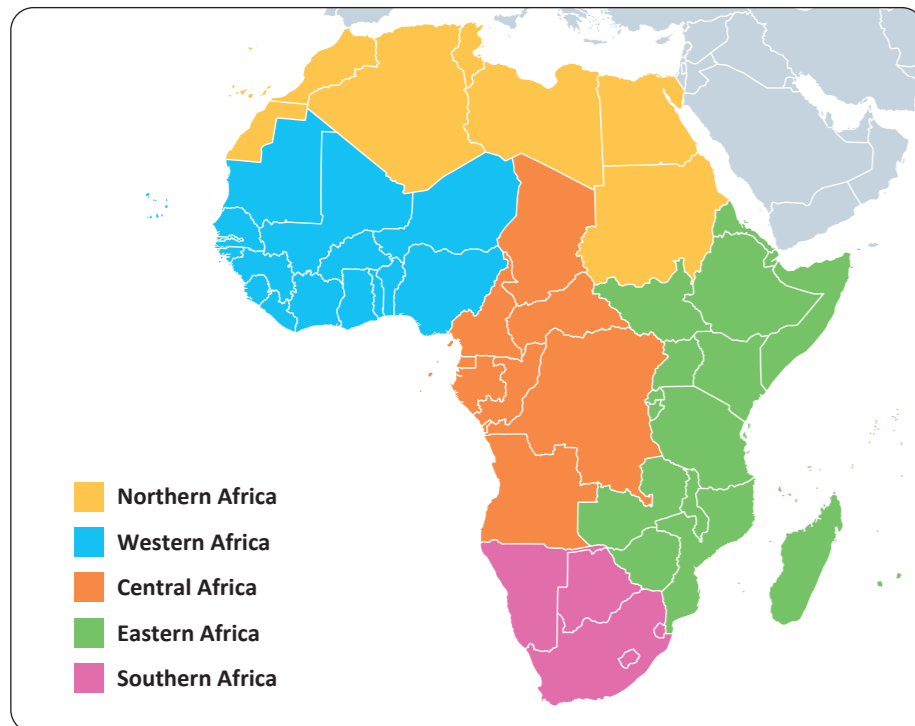 Northern Africa
Western Africa
Central Africa
Eastern Africa
Southern Africa